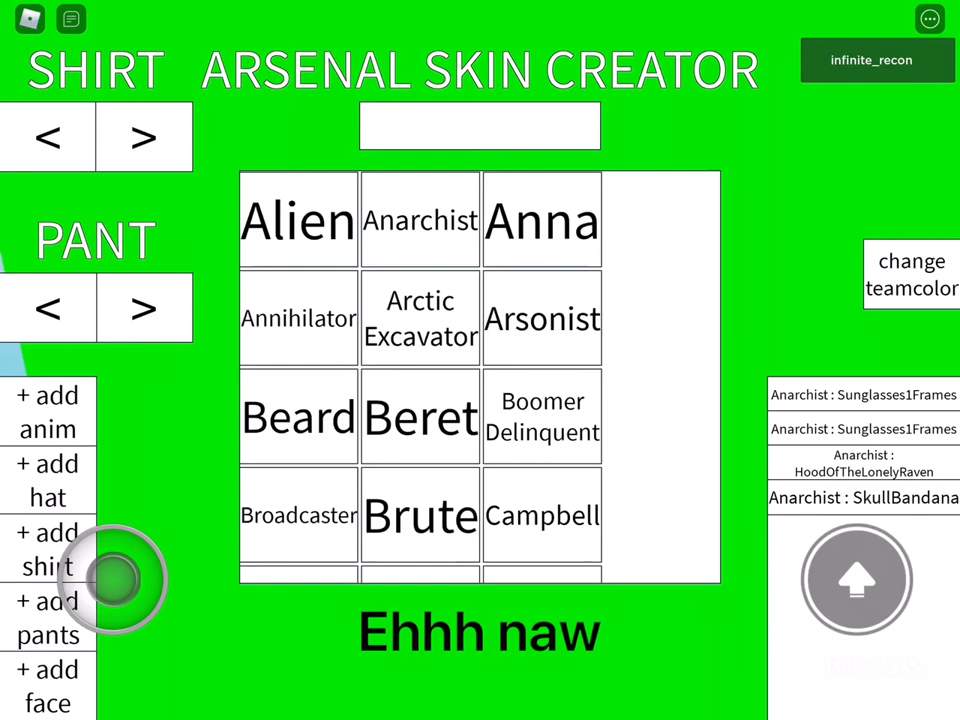 SHIRT
ARSENAL SKIN CREATOR
infinite_recon
< >
PANT
< >
Alien
Anarchist
Anna
Annihilator
Arctic
Excavator
Arsonist
Beard
Beret
Boomer
Delinquent
Broadcaster
Brute
Campbell
change
teamcolor
+ add
anim
+ add
hat
+ add
shirt
+ add
pants
+ add
face
Anarchist : Sunglasses1Frames
Anarchist : Sunglasses1Frames
Anarchist :
HoodOfTheLonelyRaven
Anarchist : SkullBandana
Ehhh naw